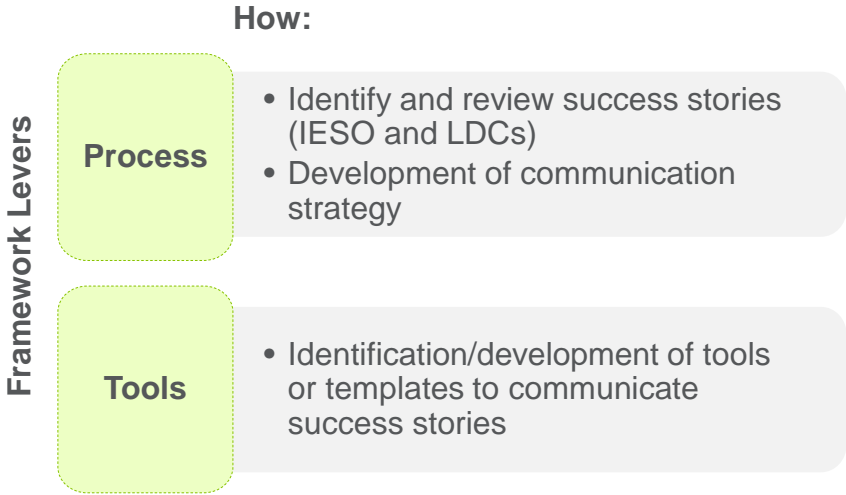 How:
Framework Levers
Process
• Identify and review success stories
(IESO and LDCs)
• Development of communication
strategy
Tools
• Identification/development of tools
or templates to communicate
success stories